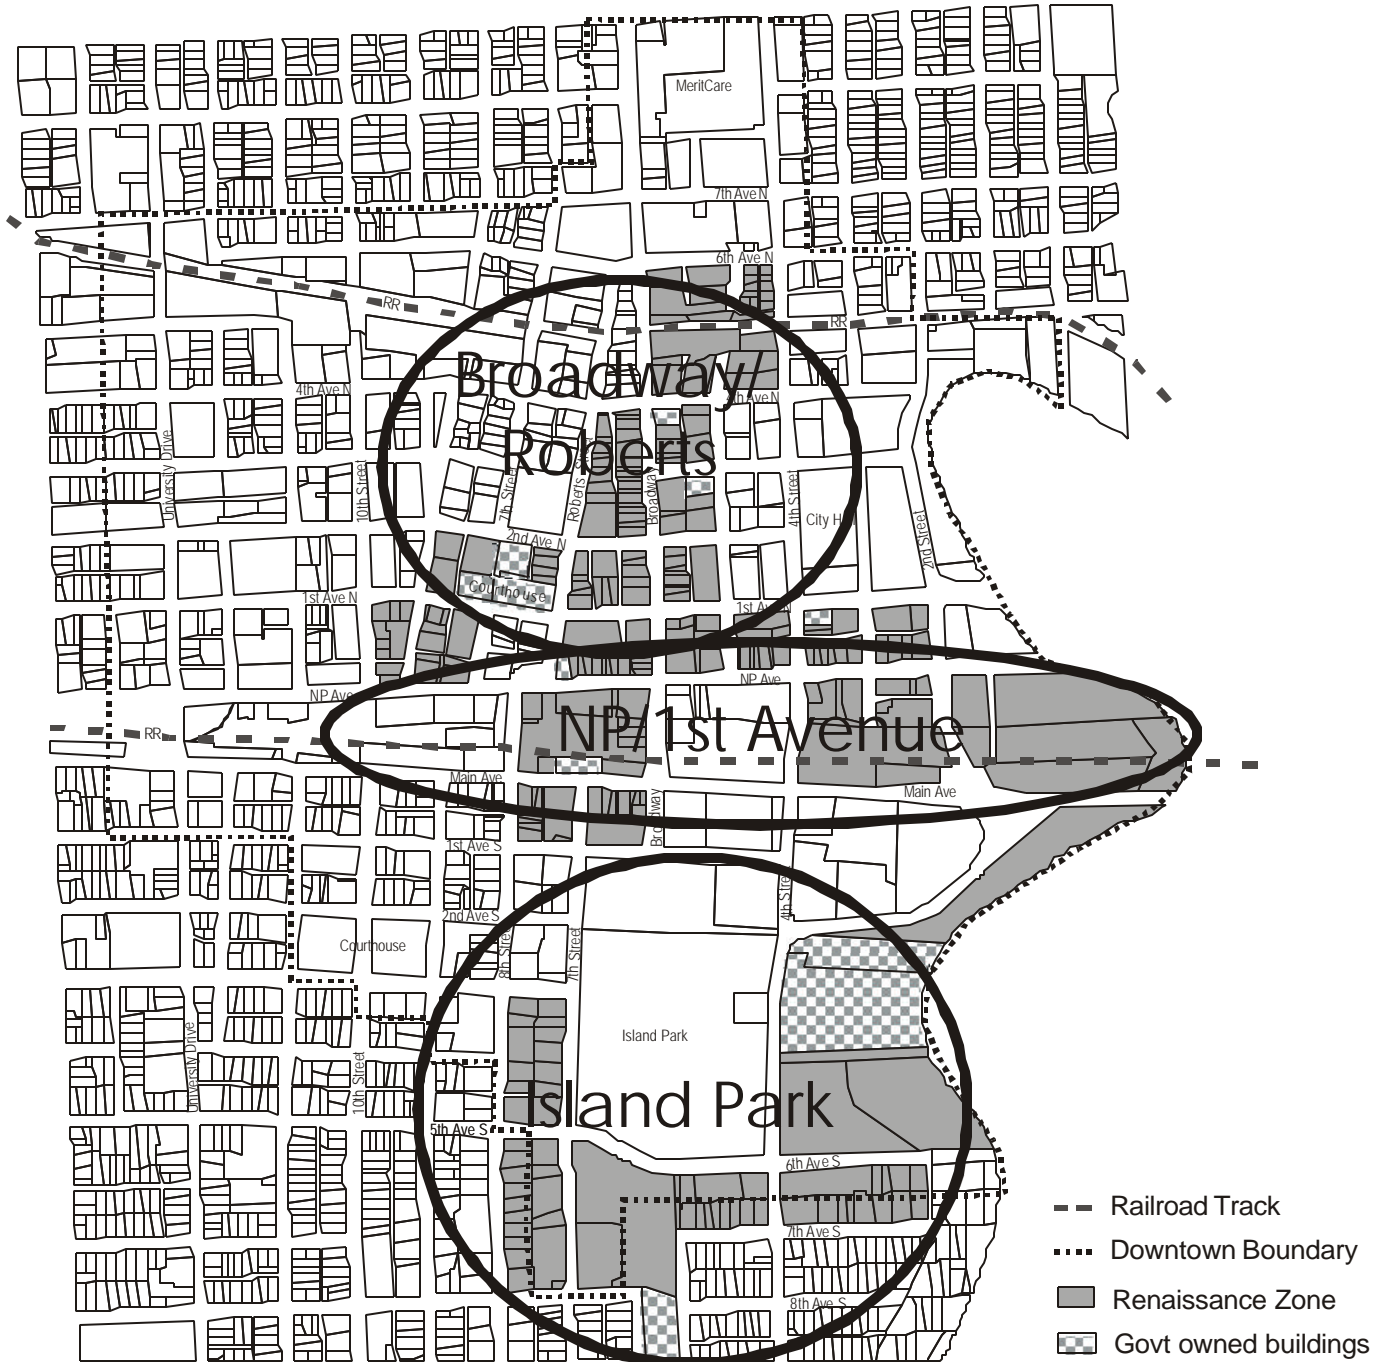 MeritCare
7th Ave N
6th Ave N
RR
RR
Broadway/
Roberts
4th Ave N
4th Ave N
University Drive
10th Street
7th Street
Roberts Street
Broadway
4th Street
City Hall
2nd Street
2nd Ave N
Courthouse
1st Ave N
1st Ave N
NP Ave
NP Ave
RR
NP/1st Avenue
Main Ave
Main Ave
Broadway
1st Ave S
4th Street
2nd Ave S
Courthouse
8th Street
7th Street
Island Park
University Drive
10th Street
Island Park
5th Ave S
6th Ave S
7th Ave S
8th Ave S
Railroad Track
Downtown Boundary
Renaissance Zone
Govt owned buildings